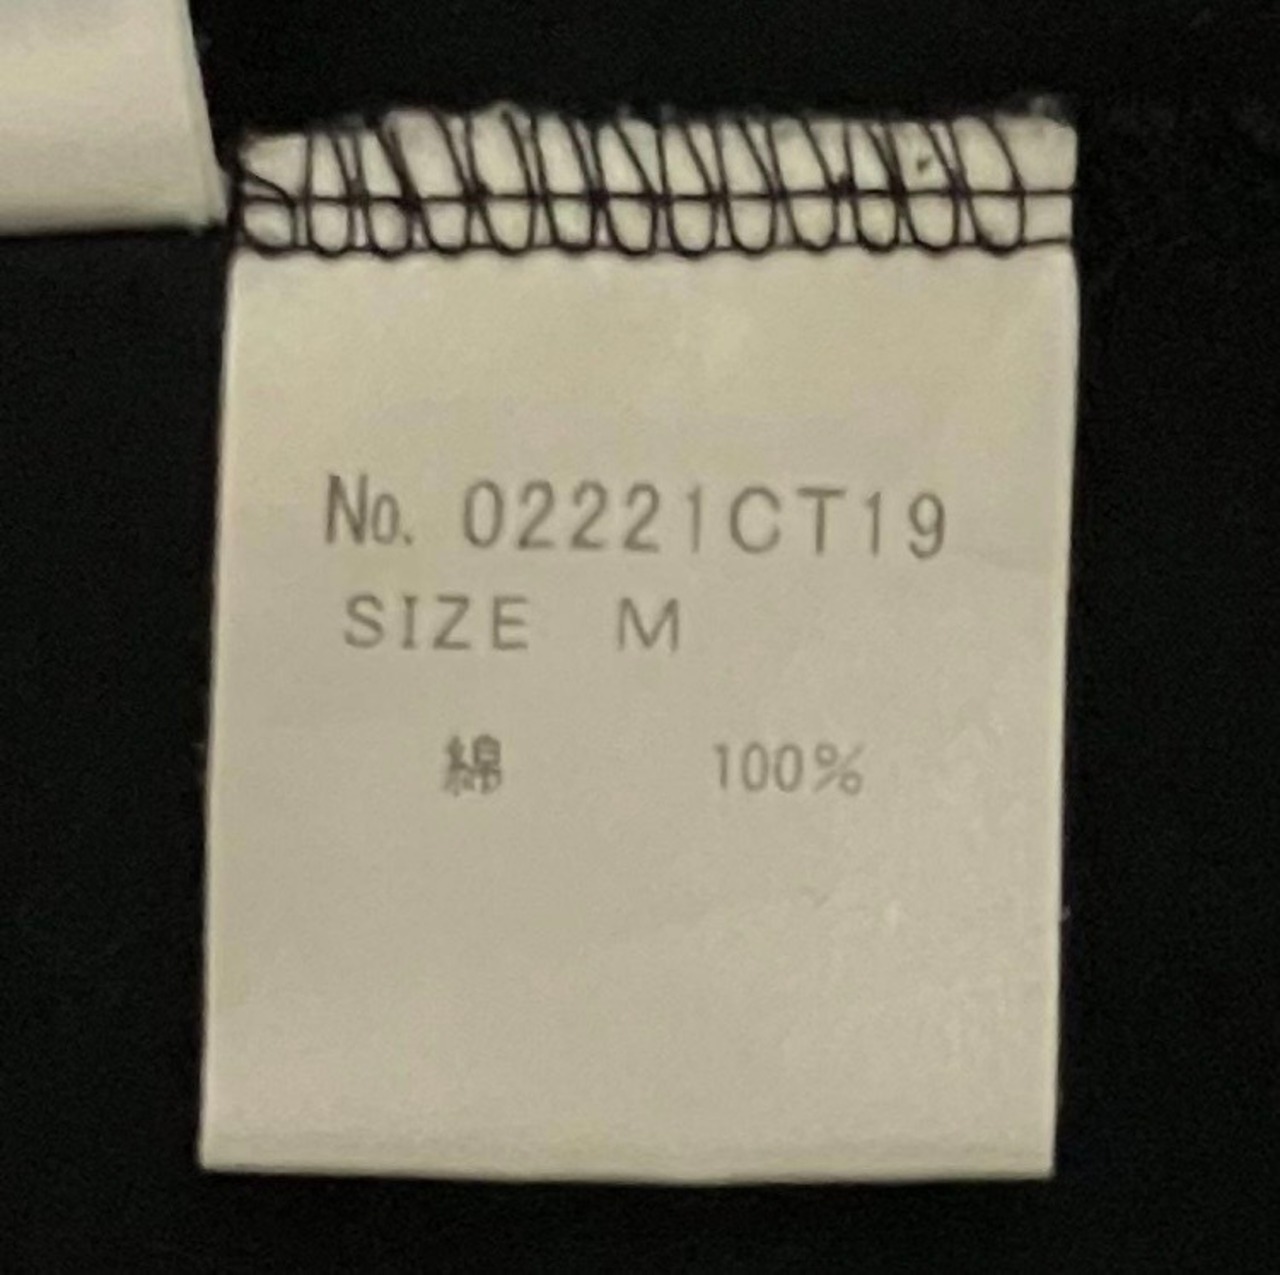 No. 02221CT19
SIZE M
綿 100%